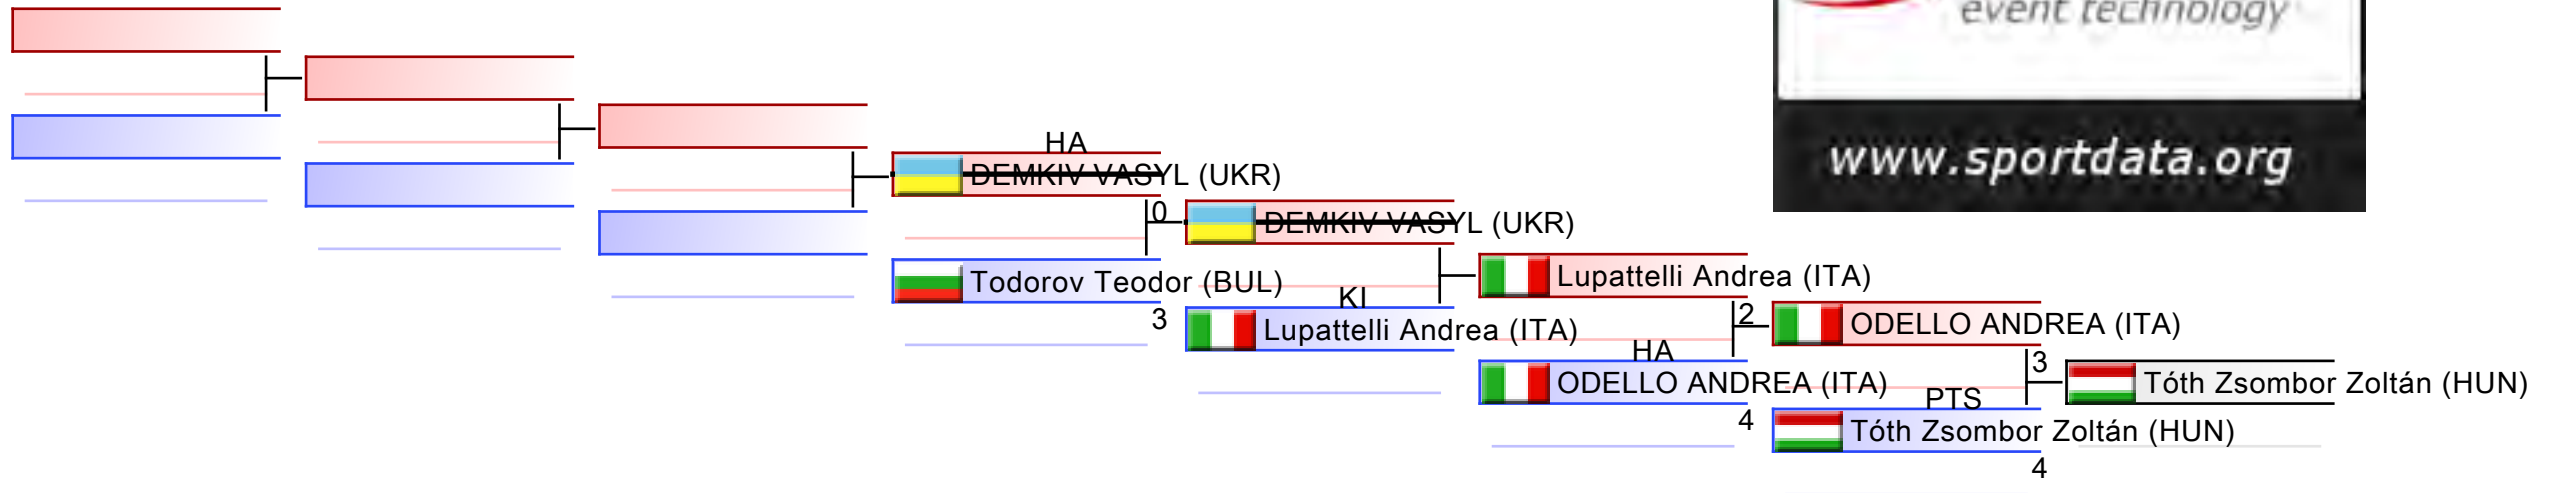 event technology
www.sportdata.org
HA
DEMKIV VASYL (UKR)
0
DEMKIV VASYL (UKR)
Todorov Teodor (BUL)
3
KI
Lupattelli Andrea (ITA)
Lupattelli Andrea (ITA)
2
HA
ODELLO ANDREA (ITA)
4
ODELLO ANDREA (ITA)
3
PTS
Tóth Zsombor Zoltán (HUN)
4
Tóth Zsombor Zoltán (HUN)